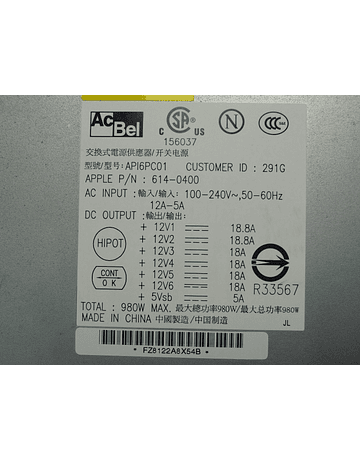 AcBel
C US
156037
N
CCC
交換式電源供應器/开关电源
型號/型号: API6PC01 CUSTOMER ID : 291G
APPLE P/N : 614-0400
AC INPUT : 輸入/输入: 100-240V~,50-60Hz
12A-5A
DC OUTPUT : 輸出/输出:
+ 12V1 18.8A
+ 12V2 18.8A
+ 12V3 18A
+ 12V4 18A
+ 12V5 18A
+ 12V6 18A
+ 5Vsb 5A
HIPOT
CONT
OK
R33567
TOTAL : 980W MAX. 最大總功率980W/最大总功率980W
MADE IN CHINA 中國製造/中国制造
JL
* FZ8122A8X54B *